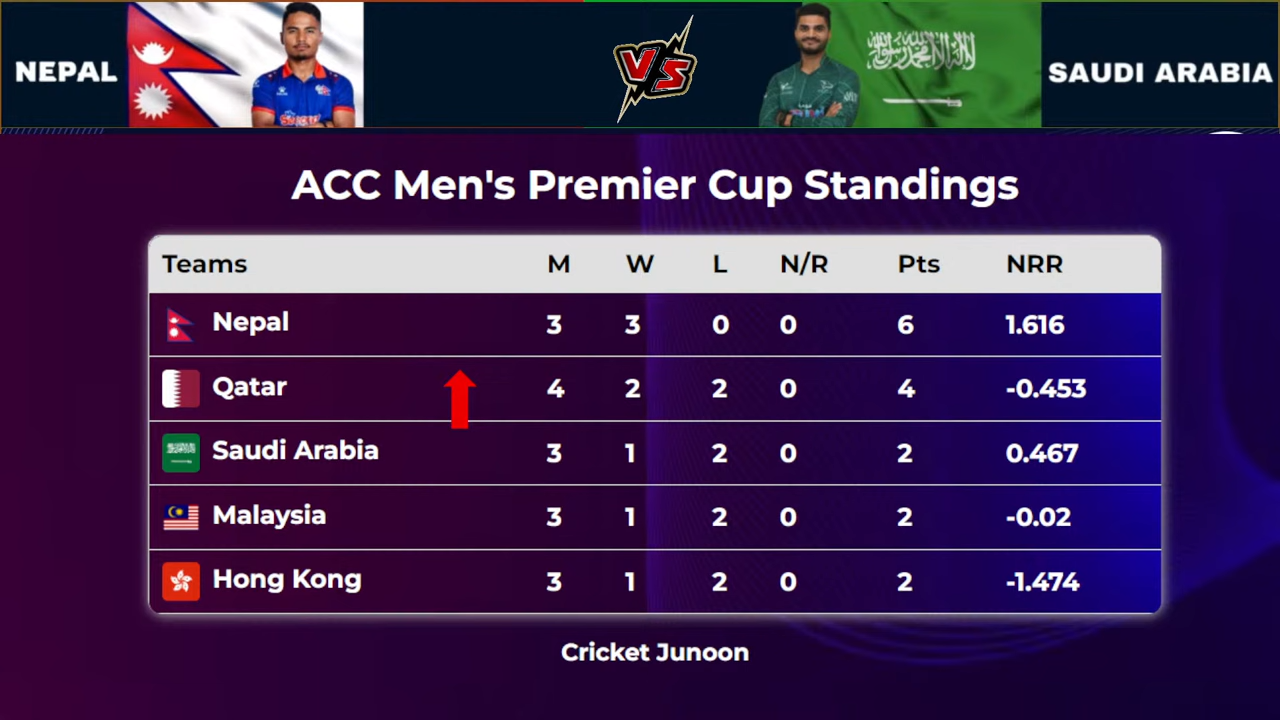 NEPAL
VS
SAUDI ARABIA
ACC Men's Premier Cup Standings
Teams M W L N/R Pts NRR
Nepal 3 3 0 0 6 1.616
Qatar 4 2 2 0 4 -0.453
Saudi Arabia 3 1 2 0 2 0.467
Malaysia 3 1 2 0 2 -0.02
Hong Kong 3 1 2 0 2 -1.474
Cricket Junoon